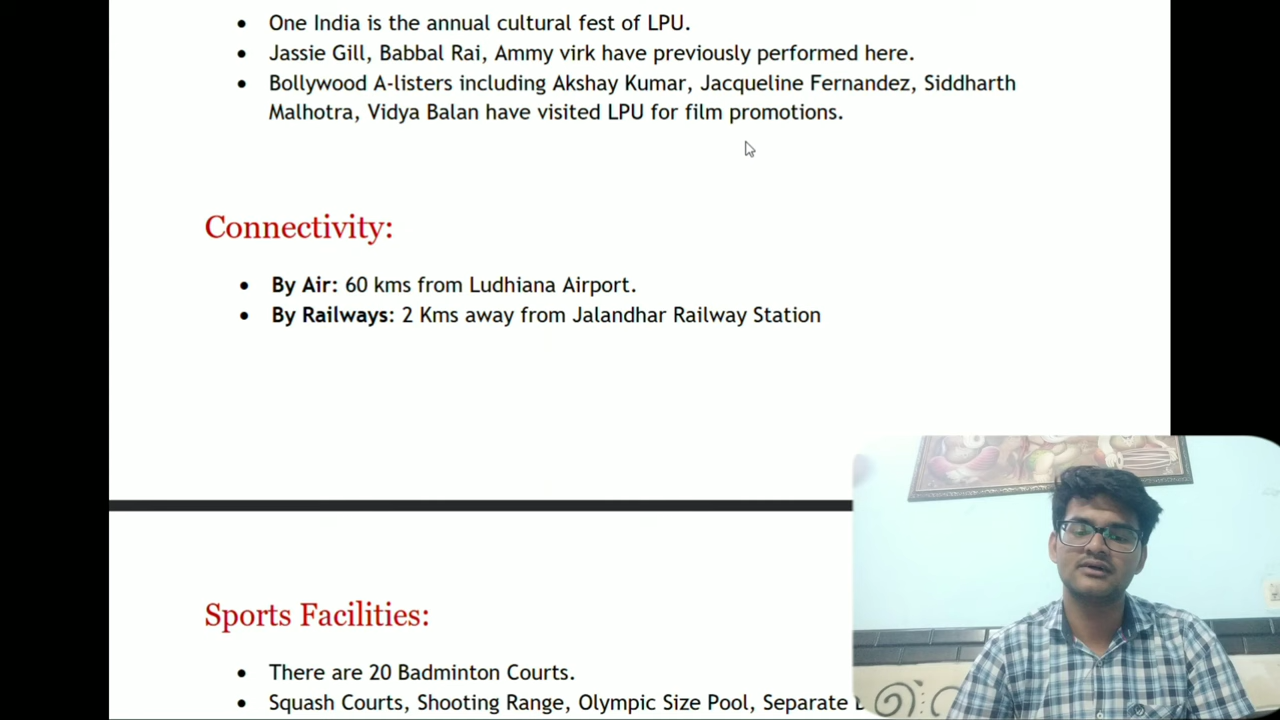 • One India is the annual cultural fest of LPU.
• Jassie Gill, Babbal Rai, Ammy virk have previously performed here.
• Bollywood A-listers including Akshay Kumar, Jacqueline Fernandez, Siddharth
Malhotra, Vidya Balan have visited LPU for film promotions.
Connectivity:
• By Air: 60 kms from Ludhiana Airport.
• By Railways: 2 Kms away from Jalandhar Railway Station
Sports Facilities:
• There are 20 Badminton Courts.
• Squash Courts, Shooting Range, Olympic Size Pool, Separate